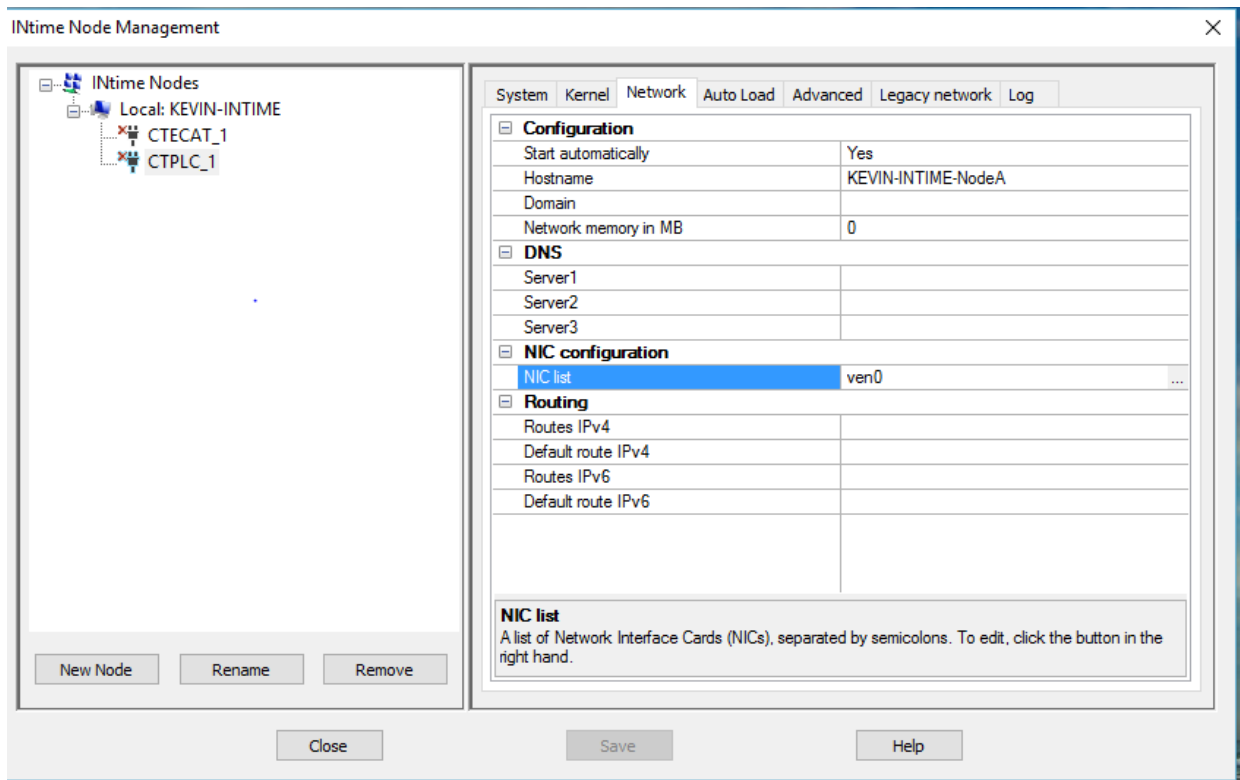 INtime Node Management
INtime Nodes
Local: KEVIN-INTIME
CTECAT_1
CTPLC_1
New Node Rename Remove
System Kernel Network Auto Load Advanced Legacy network Log
Configuration
Start automatically Yes
Hostname KEVIN-INTIME-NodeA
Domain
Network memory in MB 0
DNS
Server1
Server2
Server3
NIC configuration
NIC list ven0 ...
Routing
Routes IPv4
Default route IPv4
Routes IPv6
Default route IPv6
NIC list
A list of Network Interface Cards (NICs), separated by semicolons. To edit, click the button in the
right hand.
Close Save Help